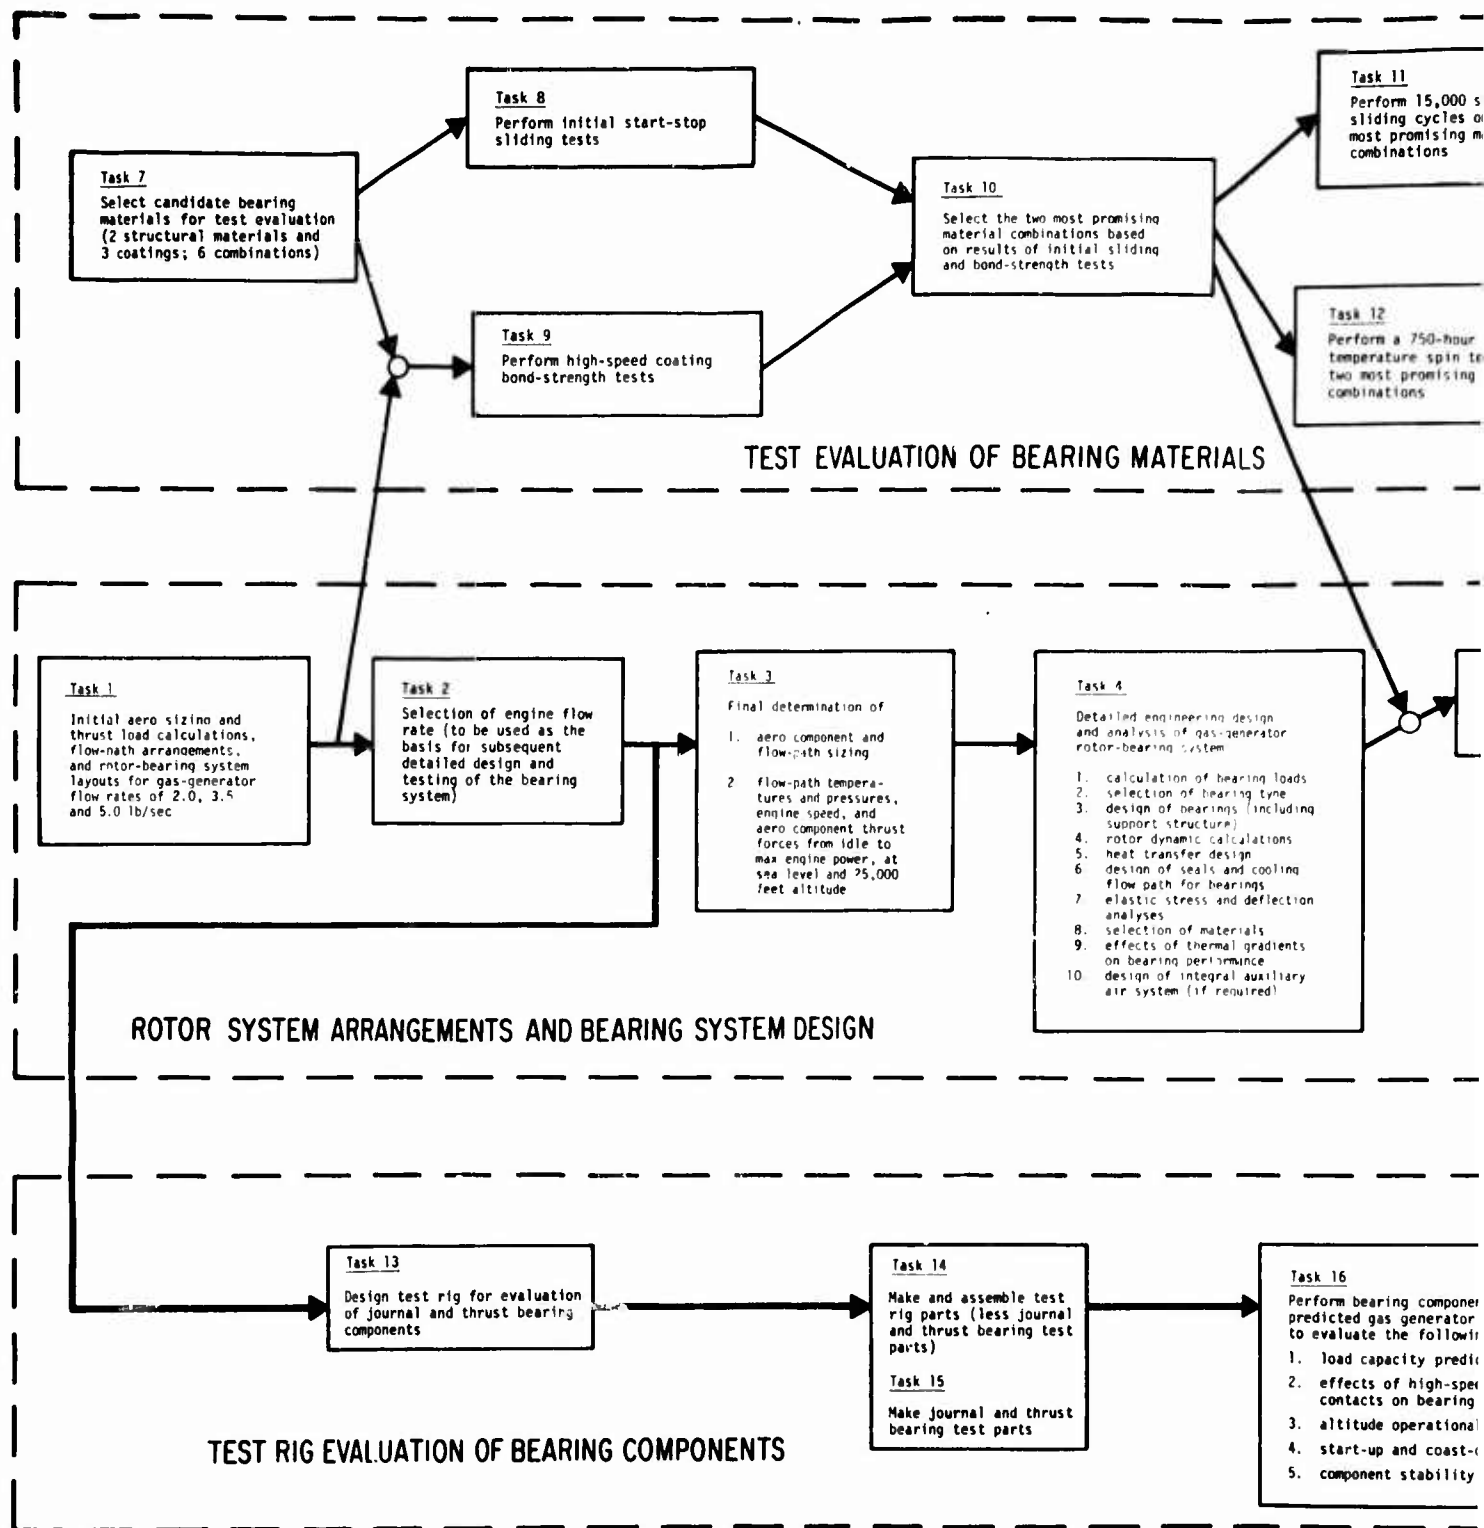 Task 8
Perform initial start-stop
sliding tests
Task 11
Perform 15,000 s
sliding cycles o
most promising m
combinations
Task 7
Select candidate bearing
materials for test evaluation
(2 structural materials and
3 coatings; 6 combinations)
Task 10
Select the two most promising
material combinations based
on results of initial sliding
and bond-strength tests
Task 9
Perform high-speed coating
bond-strength tests
Task 12
Perform a 750-hour
temperature spin te
two most promising
combinations
TEST EVALUATION OF BEARING MATERIALS
Task 1
Initial aero sizing and
thrust load calculations,
flow-path arrangements,
and rotor-bearing system
layouts for gas-generator
flow rates of 2.0, 3.5
and 5.0 lb/sec
Task 2
Selection of engine flow
rate (to be used as the
basis for subsequent
detailed design and
testing of the bearing
system)
Task 3
Final determination of
1. aero component and
flow-path sizing
2 flow-path tempera-
tures and pressures,
engine speed, and
aero component thrust
forces from idle to
max engine power, at
sea level and 25,000
feet altitude
Task 4
Detailed engineering design
and analysis of gas-generator
rotor-bearing system
1. calculation of bearing loads
2. selection of bearing type
3. design of bearings (including
support structure)
4. rotor dynamic calculations
5. heat transfer design
6 design of seals and cooling
flow path for bearings
7 elastic stress and deflection
analyses
8. selection of materials
9. effects of thermal gradients
on bearing performance
10 design of integral auxiliary
air system (if required)
ROTOR SYSTEM ARRANGEMENTS AND BEARING SYSTEM DESIGN
Task 13
Design test rig for evaluation
of journal and thrust bearing
components
Task 14
Make and assemble test
rig parts (less journal
and thrust bearing test
parts)
Task 15
Make journal and thrust
bearing test parts
Task 16
Perform bearing componen
predicted gas generator
to evaluate the followin
1. load capacity predic
2. effects of high-spee
contacts on bearing
3. altitude operational
4. start-up and coast-d
5. component stability
TEST RIG EVALUATION OF BEARING COMPONENTS